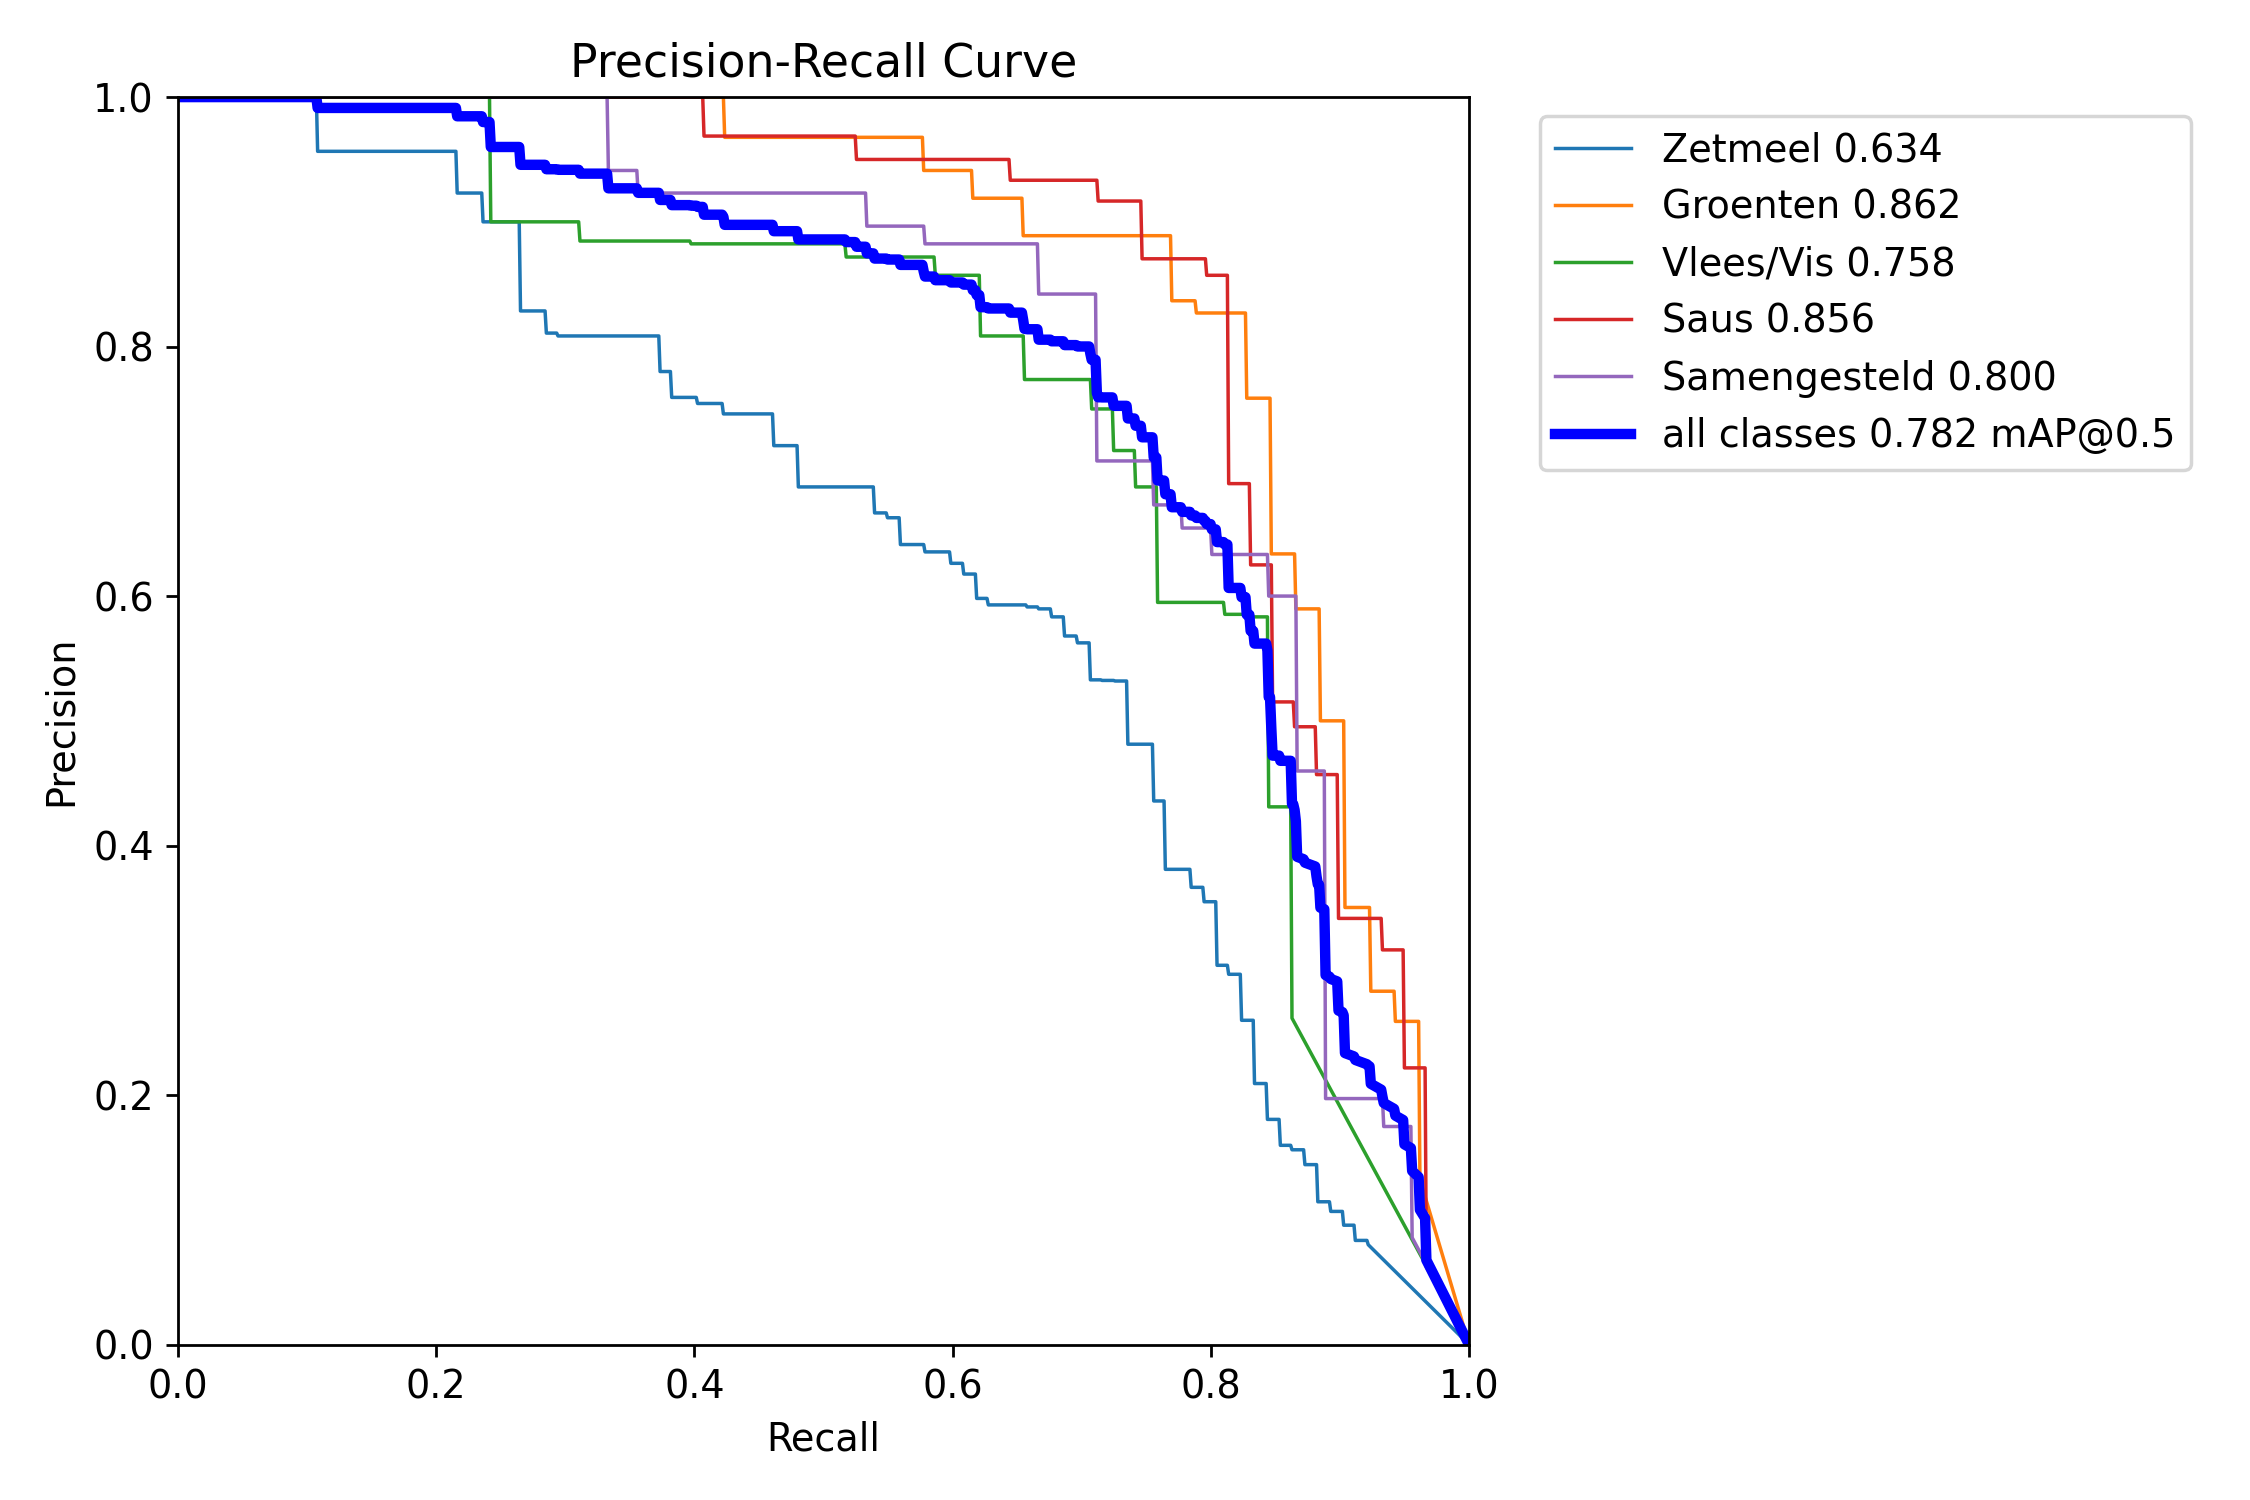 Precision-Recall Curve
1.0
0.8
0.6
0.4
0.2
0.0
Precision
0.0 0.2 0.4 0.6 0.8 1.0
Recall
Zetmeel 0.634
Groenten 0.862
Vlees/Vis 0.758
Saus 0.856
Samengesteld 0.800
all classes 0.782 mAP@0.5